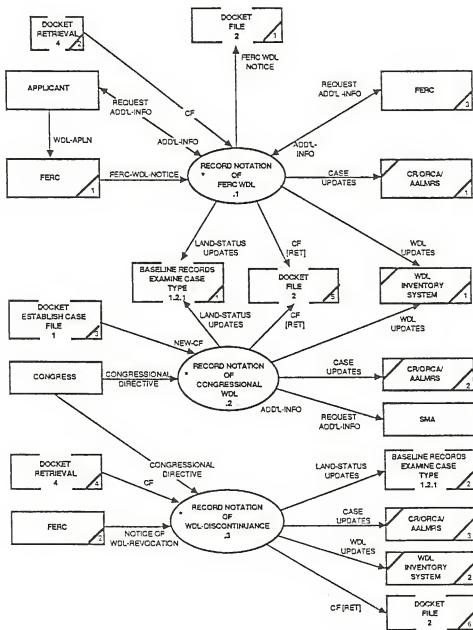 DOCKET
RETRIEVAL
4
2
DOCKET
FILE
2
1
FERC WDL
NOTICE
APPLICANT
REQUEST
ADD'L-INFO
CF
REQUEST
ADD'L-INFO
FERC
3
WDL-APLN
ADD'L-INFO
ADD'L-
INFO
FERC
1
FERC-WDL-NOTICE
*
RECORD NOTATION
OF
FERC WDL
.1
CASE
UPDATES
CR/ORCA/
AALMRS
1
LAND-STATUS
UPDATES
CF
[RET]
WDL
UPDATES
BASELINE RECORDS
EXAMINE CASE
TYPE
1.2.1
1
DOCKET
FILE
2
5
WDL
INVENTORY
SYSTEM
1
DOCKET
ESTABLISH CASE
FILE
1
3
LAND-STATUS
UPDATES
CF
[RET]
WDL
UPDATES
NEW-CF
CONGRESS
CONGRESSIONAL
DIRECTIVE
*
RECORD NOTATION
OF
CONGRESSIONAL
WDL
.2
CASE
UPDATES
CR/ORCA/
AALMRS
2
ADD'L-INFO
REQUEST
ADD'L-INFO
SMA
CONGRESSIONAL
DIRECTIVE
DOCKET
RETRIEVAL
4
4
CF
LAND-STATUS
UPDATES
BASELINE RECORDS
EXAMINE CASE
TYPE
1.2.1
2
FERC
2
NOTICE OF
WDL-REVOCATION
*
RECORD NOTATION
OF
WDL-DISCONTINUANCE
.3
CASE
UPDATES
CR/ORCA/
AALMRS
3
WDL
UPDATES
WDL
INVENTORY
SYSTEM
2
CF [RET]
DOCKET
FILE
2
6